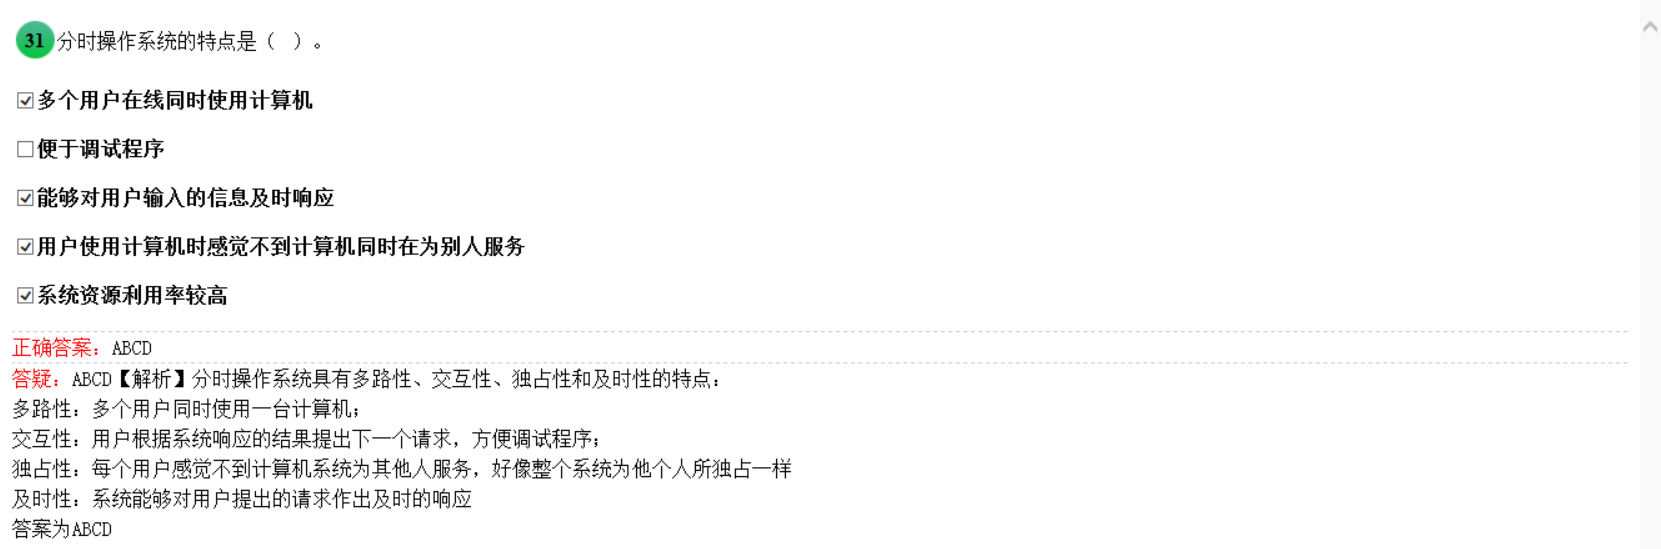 31 分时操作系统的特点是（ ）。
多个用户在线同时使用计算机
便于调试程序
能够对用户输入的信息及时响应
用户使用计算机时感觉不到计算机同时在为别人服务
系统资源利用率较高
正确答案：ABCD
答疑：ABCD【解析】分时操作系统具有多路性、交互性、独占性和及时性的特点：
多路性：多个用户同时使用一台计算机；
交互性：用户根据系统响应的结果提出下一个请求，方便调试程序；
独占性：每个用户感觉不到计算机系统为其他人服务，好像整个系统为他个人所独占一样
及时性：系统能够对用户提出的请求作出及时的响应
答案为ABCD